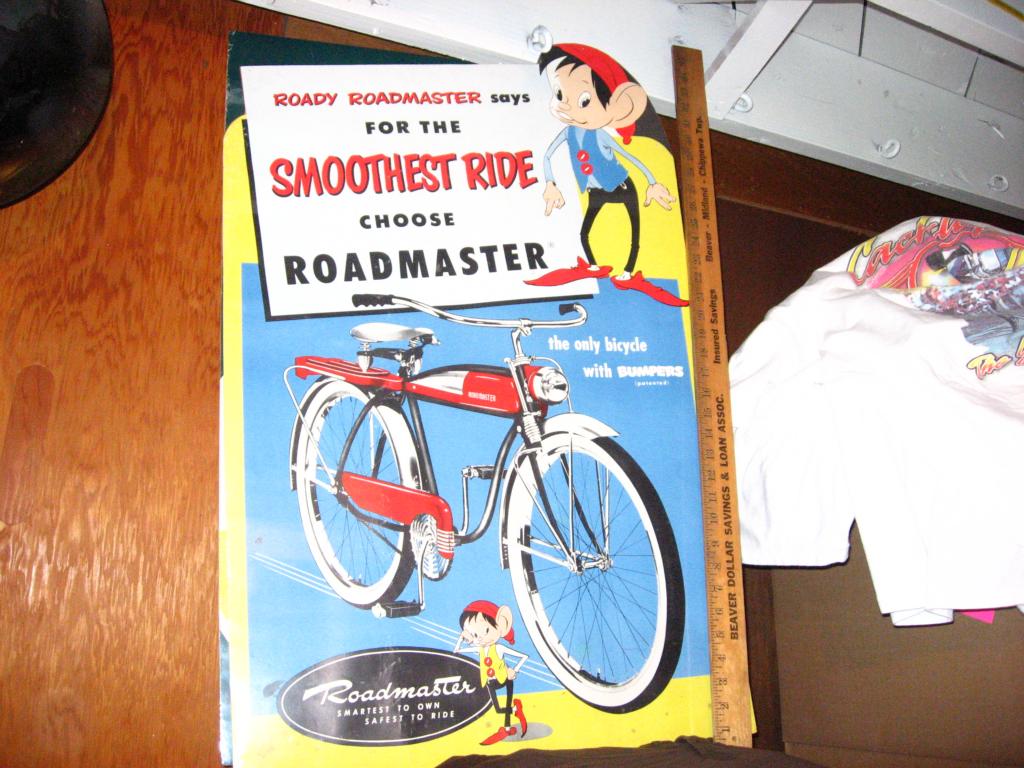 ROADY ROADMASTER says
FOR THE
SMOOTHEST RIDE
CHOOSE
ROADMASTER®
the only bicycle
with BUMPERS
(patented)
ROADMASTER
Roadmaster
SMARTEST TO OWN
SAFEST TO RIDE
BEAVER DOLLAR SAVINGS & LOAN ASSOC.
Insured Savings
Beaver - Midland - Chippewa Twp.